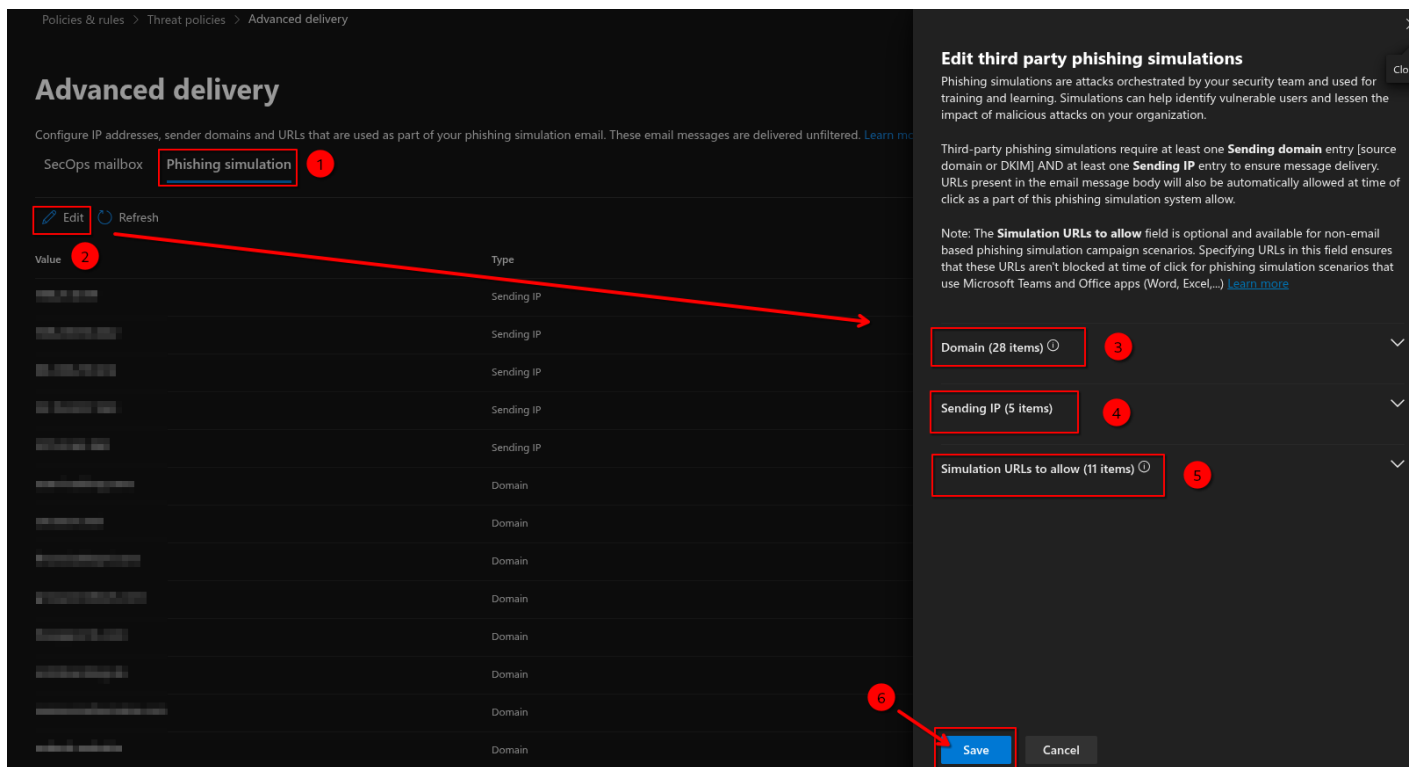 Policies & rules > Threat policies > Advanced delivery
Advanced delivery
Configure IP addresses, sender domains and URLs that are used as part of your phishing simulation email. These email messages are delivered unfiltered. Learn
SecOps mailbox
Phishing simulation
1
Edit
Refresh
2
Value
Type
Sending IP
Sending IP
Sending IP
Sending IP
Sending IP
Domain
Domain
Domain
Domain
Domain
Domain
Domain
Domain
Edit third party phishing simulations
Clo
Phishing simulations are attacks orchestrated by your security team and used for
training and learning. Simulations can help identify vulnerable users and lessen the
impact of malicious attacks on your organization.
Third-party phishing simulations require at least one Sending domain entry [source
domain or DKIM] AND at least one Sending IP entry to ensure message delivery.
URLs present in the email message body will also be automatically allowed at time of
click as a part of this phishing simulation system allow.
Note: The Simulation URLs to allow field is optional and available for non-email
based phishing simulation campaign scenarios. Specifying URLs in this field ensures
that these URLs aren't blocked at time of click for phishing simulation scenarios that
use Microsoft Teams and Office apps (Word, Excel,...) Learn more
Domain (28 items)
3
Sending IP (5 items)
4
Simulation URLs to allow (11 items)
5
6
Save
Cancel